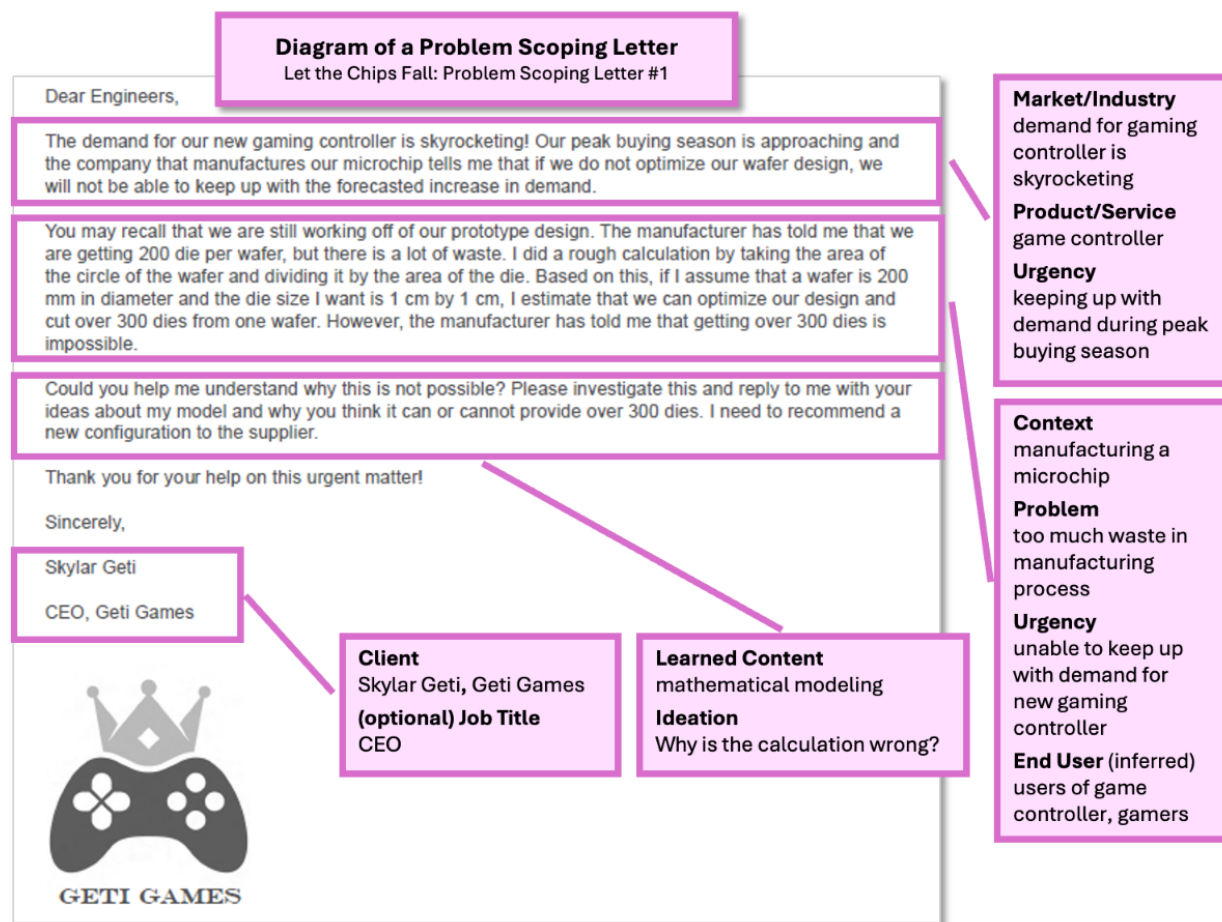 Diagram of a Problem Scoping Letter
Let the Chips Fall: Problem Scoping Letter #1
Dear Engineers,
The demand for our new gaming controller is skyrocketing! Our peak buying season is approaching and
the company that manufactures our microchip tells me that if we do not optimize our wafer design, we
will not be able to keep up with the forecasted increase in demand.
You may recall that we are still working off of our prototype design. The manufacturer has told me that we
are getting 200 die per wafer, but there is a lot of waste. I did a rough calculation by taking the area of
the circle of the wafer and dividing it by the area of the die. Based on this, if I assume that a wafer is 200
mm in diameter and the die size I want is 1 cm by 1 cm, I estimate that we can optimize our design and
cut over 300 dies from one wafer. However, the manufacturer has told me that getting over 300 dies is
impossible.
Could you help me understand why this is not possible? Please investigate this and reply to me with your
ideas about my model and why you think it can or cannot provide over 300 dies. I need to recommend a
new configuration to the supplier.
Thank you for your help on this urgent matter!
Sincerely,
Skylar Geti
CEO, Geti Games
GETI GAMES
Client
Skylar Geti, Geti Games
(optional) Job Title
CEO
Learned Content
mathematical modeling
Ideation
Why is the calculation wrong?
Market/Industry
demand for gaming
controller is
skyrocketing
Product/Service
game controller
Urgency
keeping up with
demand during peak
buying season
Context
manufacturing a
microchip
Problem
too much waste in
manufacturing
process
Urgency
unable to keep up
with demand for
new gaming
controller
End User (inferred)
users of game
controller, gamers